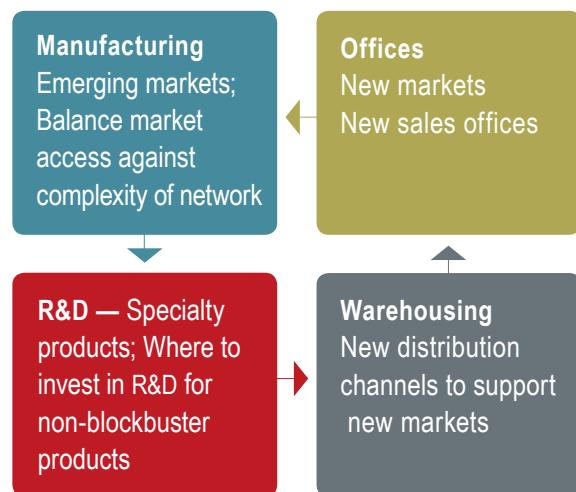 Manufacturing
Emerging markets;
Balance market
access against
complexity of network
Offices
New markets
New sales offices
R&D — Specialty
products; Where to
invest in R&D for
non-blockbuster
products
Warehousing
New distribution
channels to support
new markets